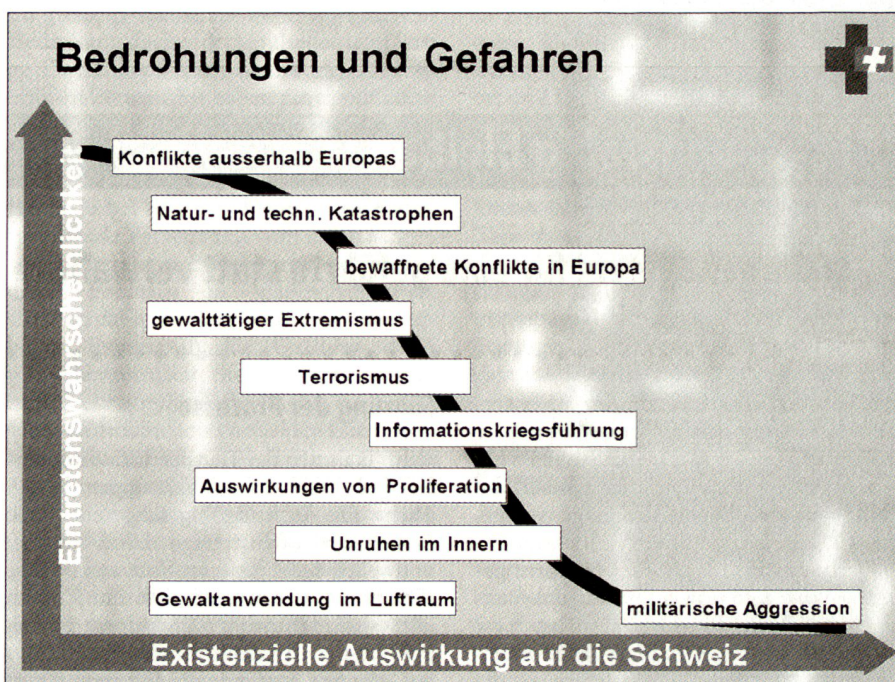 Bedrohungen und Gefahren
Eintretenswahrscheinlichkeit
Konflikte ausserhalb Europas
Natur- und techn. Katastrophen
bewaffnete Konflikte in Europa
gewalttätiger Extremismus
Terrorismus
Informationskriegsführung
Auswirkungen von Proliferation
Unruhen im Innern
Gewaltanwendung im Luftraum
militärische Aggression
Existenzielle Auswirkung auf die Schweiz